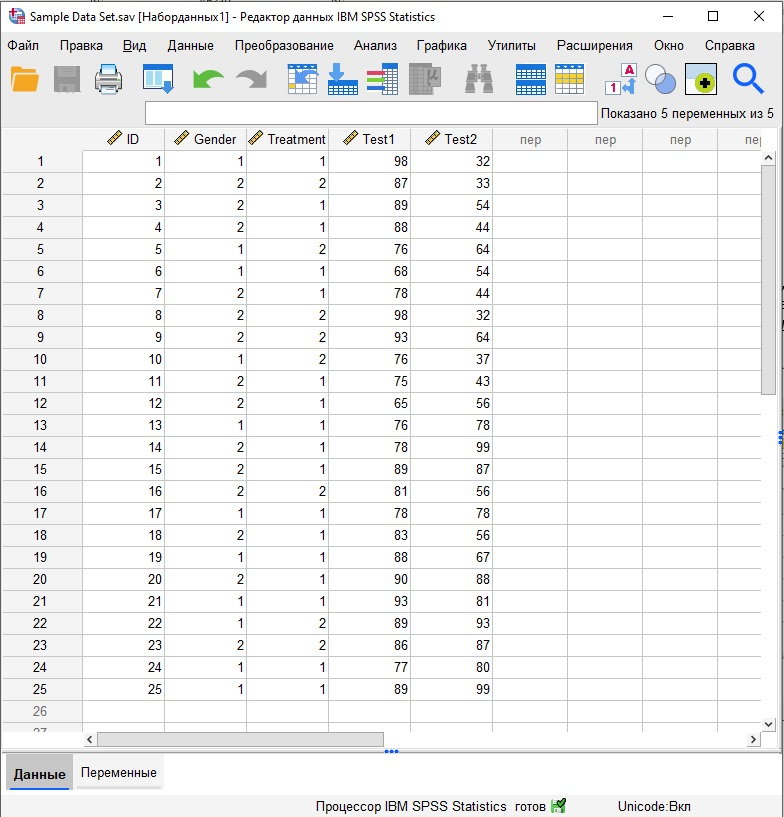 Sample Data Set.sav [Наборданных1] - Редактор данных IBM SPSS Statistics
Файл Правка Вид Данные Преобразование Анализ Графика Утилиты Расширения Окно Справка
Показано 5 переменных из 5
ID Gender Treatment Test1 Test2 пер пер пер
1 1 1 1 98 32
2 2 2 2 87 33
3 3 2 1 89 54
4 4 2 1 88 44
5 5 1 2 76 64
6 6 1 1 68 54
7 7 2 1 78 44
8 8 2 2 98 32
9 9 2 2 93 64
10 10 1 2 76 37
11 11 2 1 75 43
12 12 2 1 65 56
13 13 1 1 76 78
14 14 2 1 78 99
15 15 2 1 89 87
16 16 2 2 81 56
17 17 1 1 78 78
18 18 2 1 83 56
19 19 1 1 88 67
20 20 2 1 90 88
21 21 1 1 93 81
22 22 1 2 89 93
23 23 2 2 86 87
24 24 1 1 77 80
25 25 1 1 89 99
26
Данные Переменные
Процессор IBM SPSS Statistics готов Unicode:Вкл